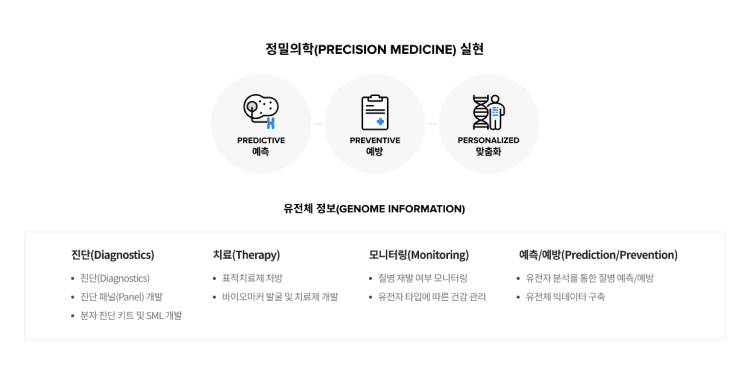 정밀의학(PRECISION MEDICINE) 실현
PREDICTIVE
예측
PREVENTIVE
예방
PERSONALIZED
맞춤화
유전체 정보(GENOME INFORMATION)
진단(Diagnostics)
• 진단(Diagnostics)
• 진단 패널(Panel) 개발
• 분자 진단 키트 및 SML 개발
치료(Therapy)
• 표적치료제 처방
• 바이오마커 발굴 및 치료제 개발
모니터링(Monitoring)
• 질병 재발 여부 모니터링
• 유전자 타입에 따른 건강 관리
예측/예방(Prediction/Prevention)
• 유전자 분석을 통한 질병 예측/예방
• 유전체 빅데이터 구축